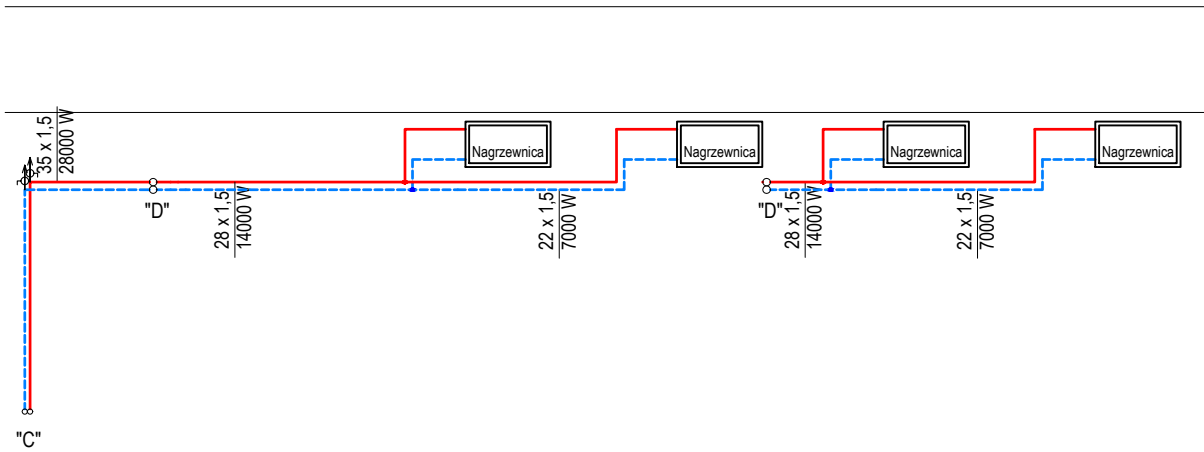 35 x 1,5
28000 W
Nagrzewnica
Nagrzewnica
Nagrzewnica
Nagrzewnica
"D"
28 x 1,5
14000 W
22 x 1.5
7000 W
"D"
28 x 1,5
14000 W
22 x 1.5
7000 W
"C"